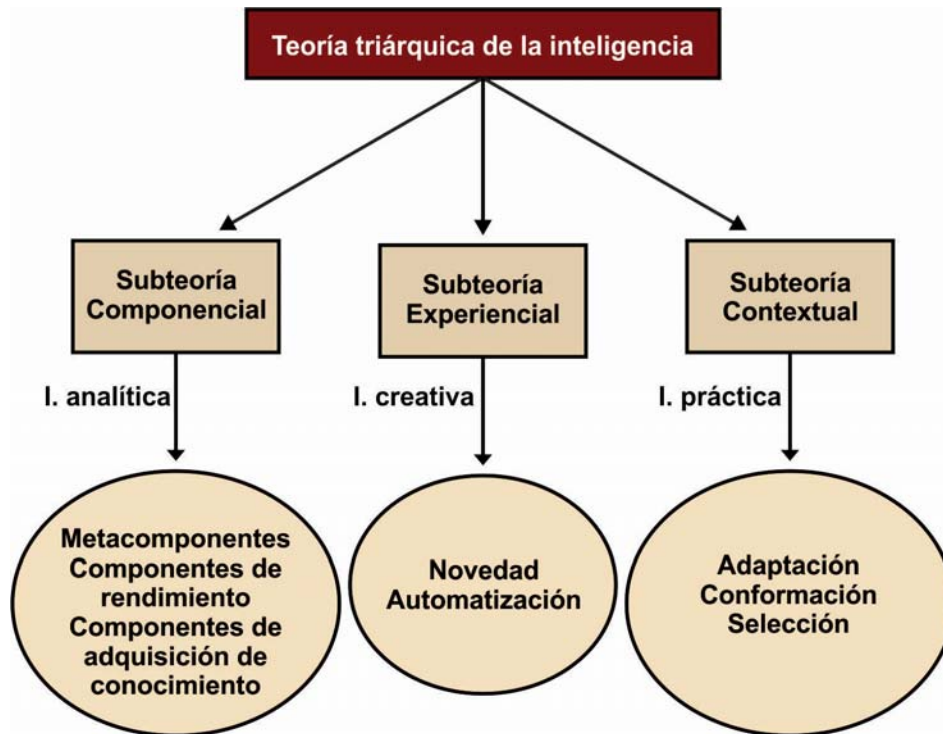 Teoría triárquica de la inteligencia
Subteoría
Componencial
Subteoría
Experiencial
Subteoría
Contextual
I. analítica
I. creativa
I. práctica
Metacomponentes
Componentes de
rendimiento
Componentes de
adquisición de
conocimiento
Novedad
Automatización
Adaptación
Conformación
Selección